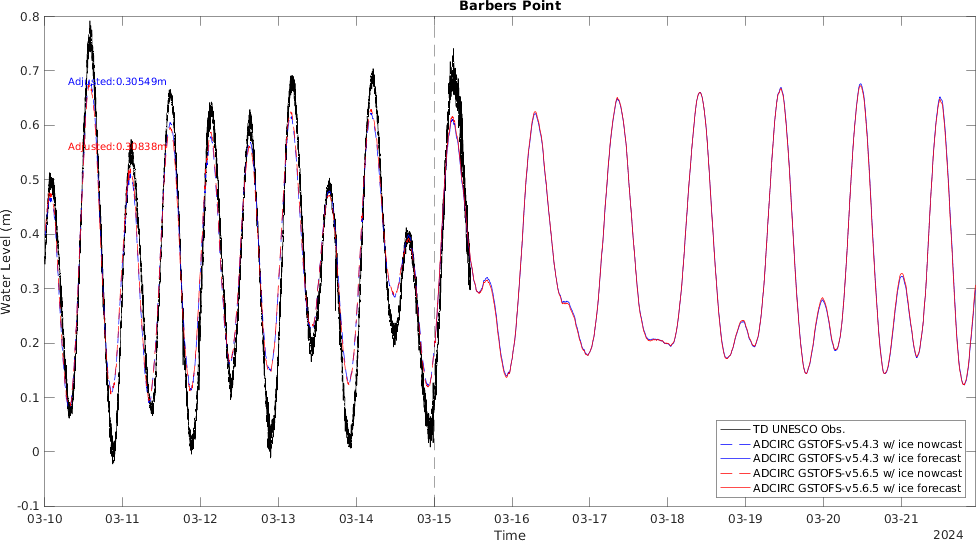 Barbers Point
0.8
0.7
0.6
0.5
0.4
0.3
0.2
0.1
0
-0.1
Water Level (m)
Adjusted:0.30549m
Adjusted:0.30838m
TD UNESCO Obs.
ADCIRC GSTOFS-v5.4.3 w/ ice nowcast
ADCIRC GSTOFS-v5.4.3 w/ ice forecast
ADCIRC GSTOFS-v5.6.5 w/ ice nowcast
ADCIRC GSTOFS-v5.6.5 w/ ice forecast
03-10 03-11 03-12 03-13 03-14 03-15 03-16 03-17 03-18 03-19 03-20 03-21
Time
2024